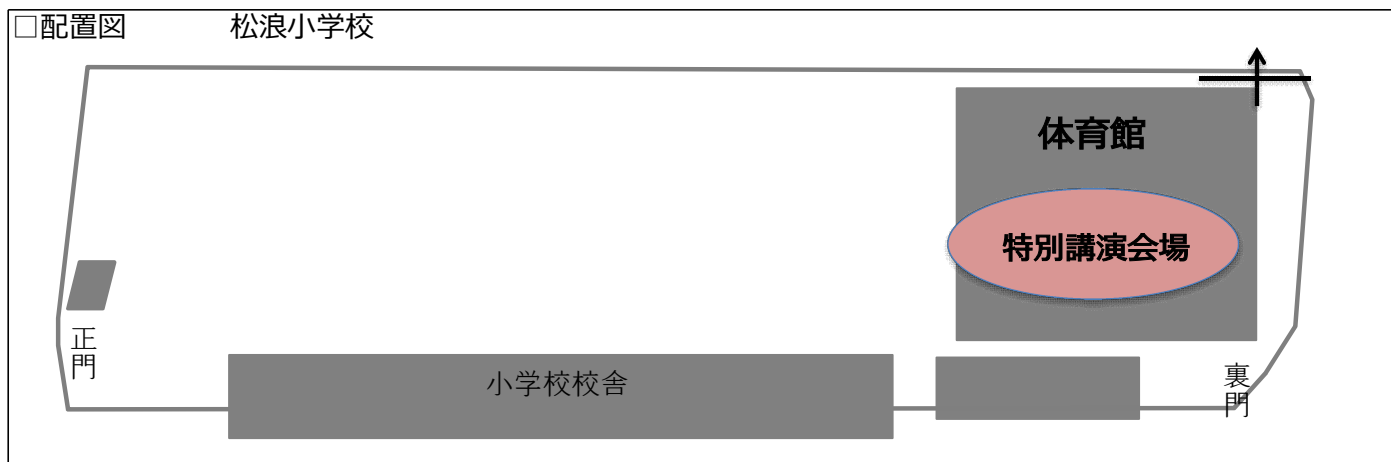 □配置図 松浪小学校
体育館
特別講演会場
正門
小学校校舎
裏門